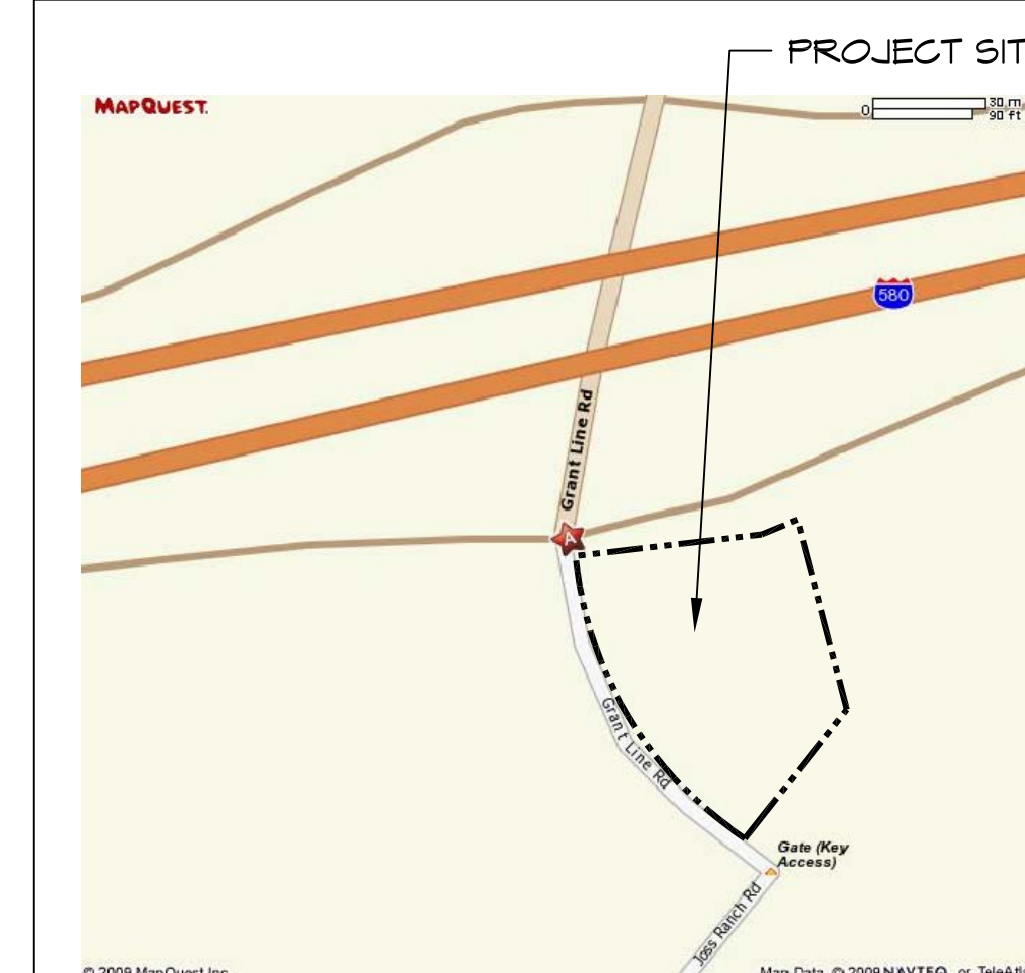 PROJECT SIT
MAPQUEST.
0
30 m
90 ft
580
Grant Line Rd
A
Grant Line Rd
Gate (Key
Access)
Joss Ranch Rd
© 2009 MapQuest Inc
Map Data © 2009 NAVTEQ or TeleAtl